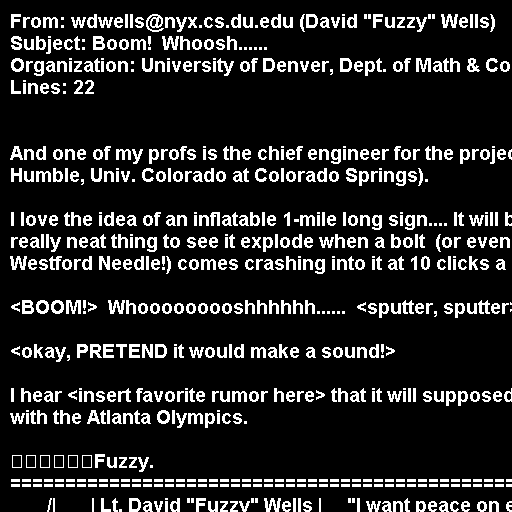 From: wdwells@nyx.cs.du.edu (David "Fuzzy" Wells)
Subject: Boom!  Whoosh......
Organization: University of Denver, Dept. of Math & Co
Lines: 22
And one of my profs is the chief engineer for the projec
Humble, Univ. Colorado at Colorado Springs).
I love the idea of an inflatable 1-mile long sign.... It will b
really neat thing to see it explode when a bolt  (or even
Westford Needle!) comes crashing into it at 10 clicks a
<BOOM!>  Whooooooooshhhhhh......  <sputter, sputter>
<okay, PRETEND it would make a sound!>
I hear <insert favorite rumor here> that it will supposed
with the Atlanta Olympics.
□□□□□□Fuzzy.
==================================================
/|       | Lt. David "Fuzzy" Wells |     "I want peace on e